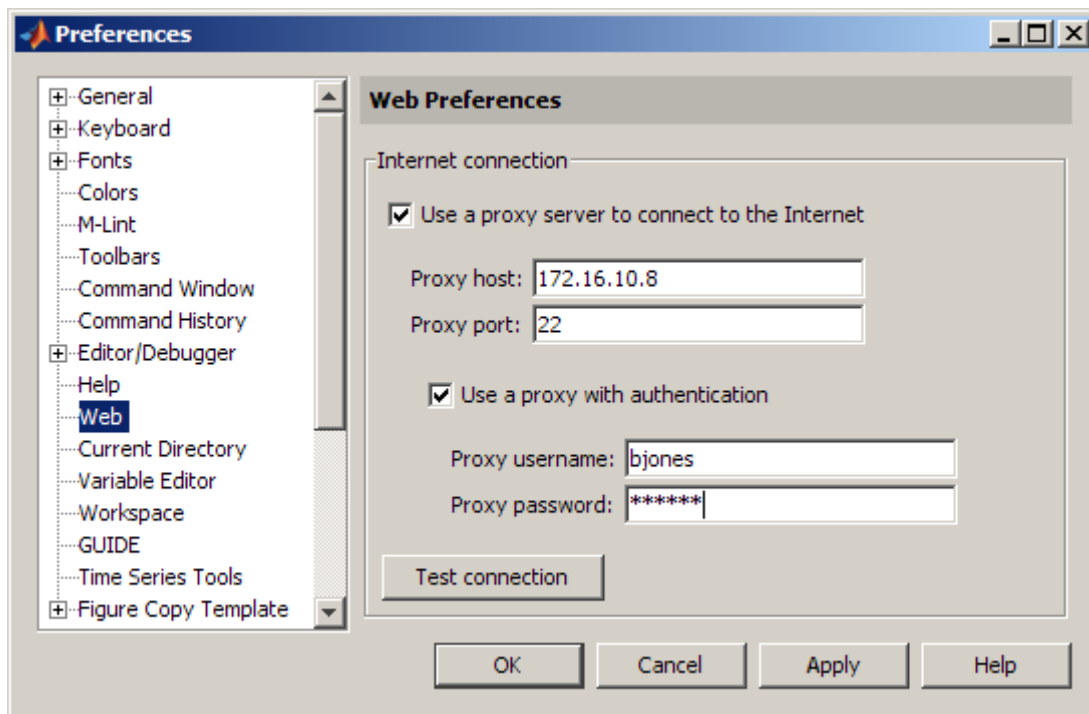 Preferences
General
Keyboard
Fonts
Colors
M-Lint
Toolbars
Command Window
Command History
Editor/Debugger
Help
Web
Current Directory
Variable Editor
Workspace
GUIDE
Time Series Tools
Figure Copy Template
Web Preferences
Internet connection
Use a proxy server to connect to the Internet
Proxy host: 172.16.10.8
Proxy port: 22
Use a proxy with authentication
Proxy username: bjones
Proxy password: ******
Test connection
OK Cancel Apply Help